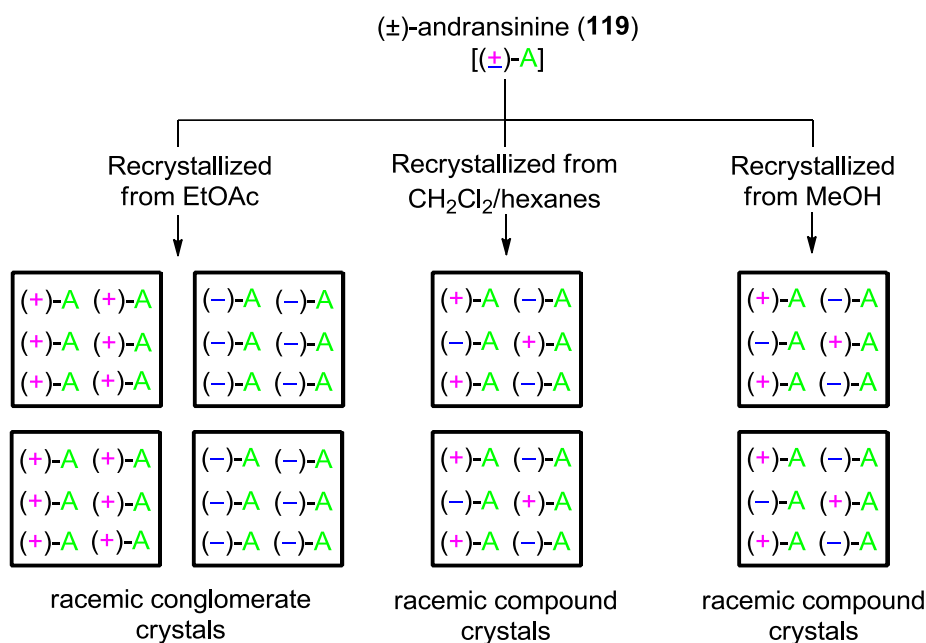 (±)-andransinine (119)
[(±)-A]
Recrystallized
from EtOAc
Recrystallized from
CH₂Cl₂/hexanes
Recrystallized
from MeOH
(+)-A (+)-A
(+)-A (+)-A
(+)-A (+)-A
(−)-A (−)-A
(−)-A (−)-A
(−)-A (−)-A
(+)-A (−)-A
(−)-A (+)-A
(+)-A (−)-A
(+)-A (−)-A
(−)-A (+)-A
(+)-A (−)-A
(+)-A (+)-A
(+)-A (+)-A
(+)-A (+)-A
(−)-A (−)-A
(−)-A (−)-A
(−)-A (−)-A
(+)-A (−)-A
(−)-A (+)-A
(+)-A (−)-A
(+)-A (−)-A
(−)-A (+)-A
(+)-A (−)-A
racemic conglomerate
crystals
racemic compound
crystals
racemic compound
crystals